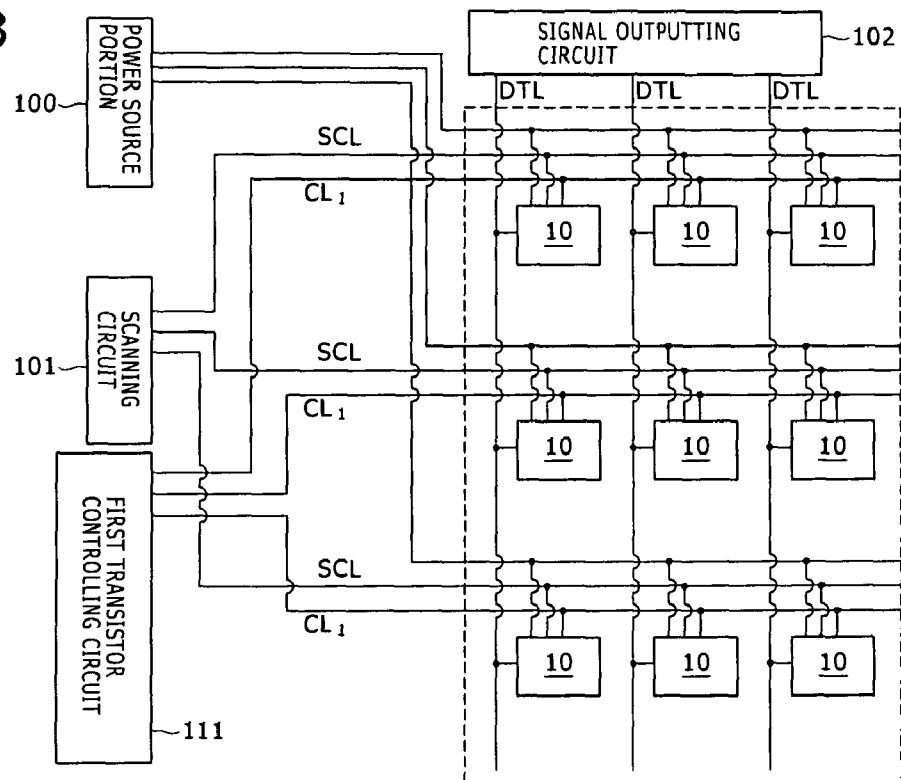 3
POWER SOURCE
PORTION
100
SIGNAL OUTPUTTING
CIRCUIT
102
DTL
DTL
DTL
SCL
CL1
10
10
10
SCANNING
CIRCUIT
101
SCL
CL1
10
10
10
FIRST TRANSISTOR
CONTROLLING CIRCUIT
111
SCL
CL1
10
10
10